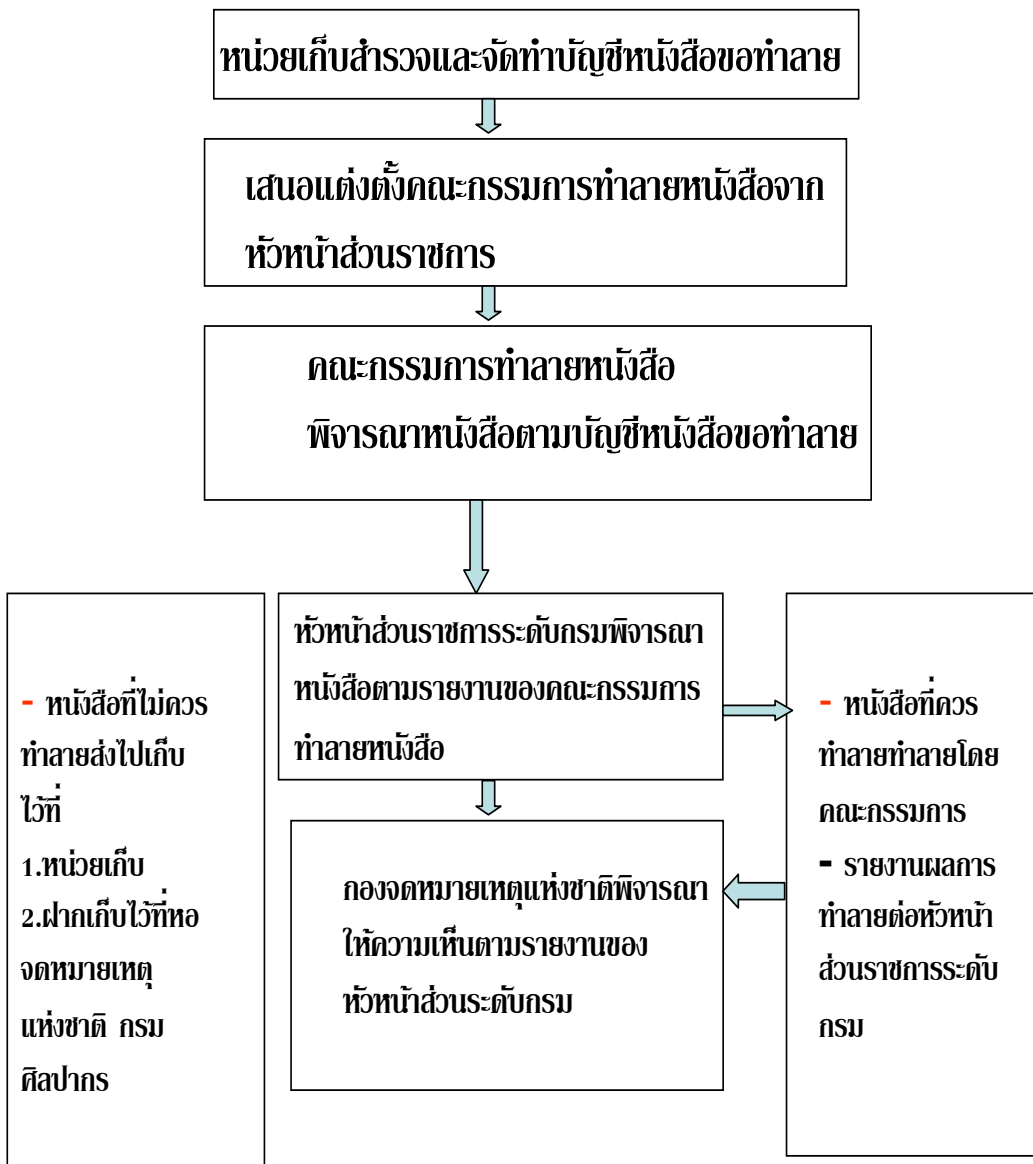 หน่วยเก็บสำรวจและจัดทำบัญชีหนังสือขอทำลาย
เสนอแต่งตั้งคณะกรรมการทำลายหนังสือจาก
หัวหน้าส่วนราชการ
คณะกรรมการทำลายหนังสือ
พิจารณาหนังสือตามบัญชีหนังสือขอทำลาย
- หนังสือที่ไม่ควร
ทำลายส่งไปเก็บ
ไว้ที่
1.หน่วยเก็บ
2.ฝากเก็บไว้ที่หอ
จดหมายเหตุ
แห่งชาติ กรม
ศิลปากร
หัวหน้าส่วนราชการระดับกรมพิจารณา
หนังสือตามรายงานของคณะกรรมการ
ทำลายหนังสือ
กองจดหมายเหตุแห่งชาติพิจารณา
ให้ความเห็นตามรายงานของ
หัวหน้าส่วนระดับกรม
- หนังสือที่ควร
ทำลายทำลายโดย
คณะกรรมการ
- รายงานผลการ
ทำลายต่อหัวหน้า
ส่วนราชการระดับ
กรม